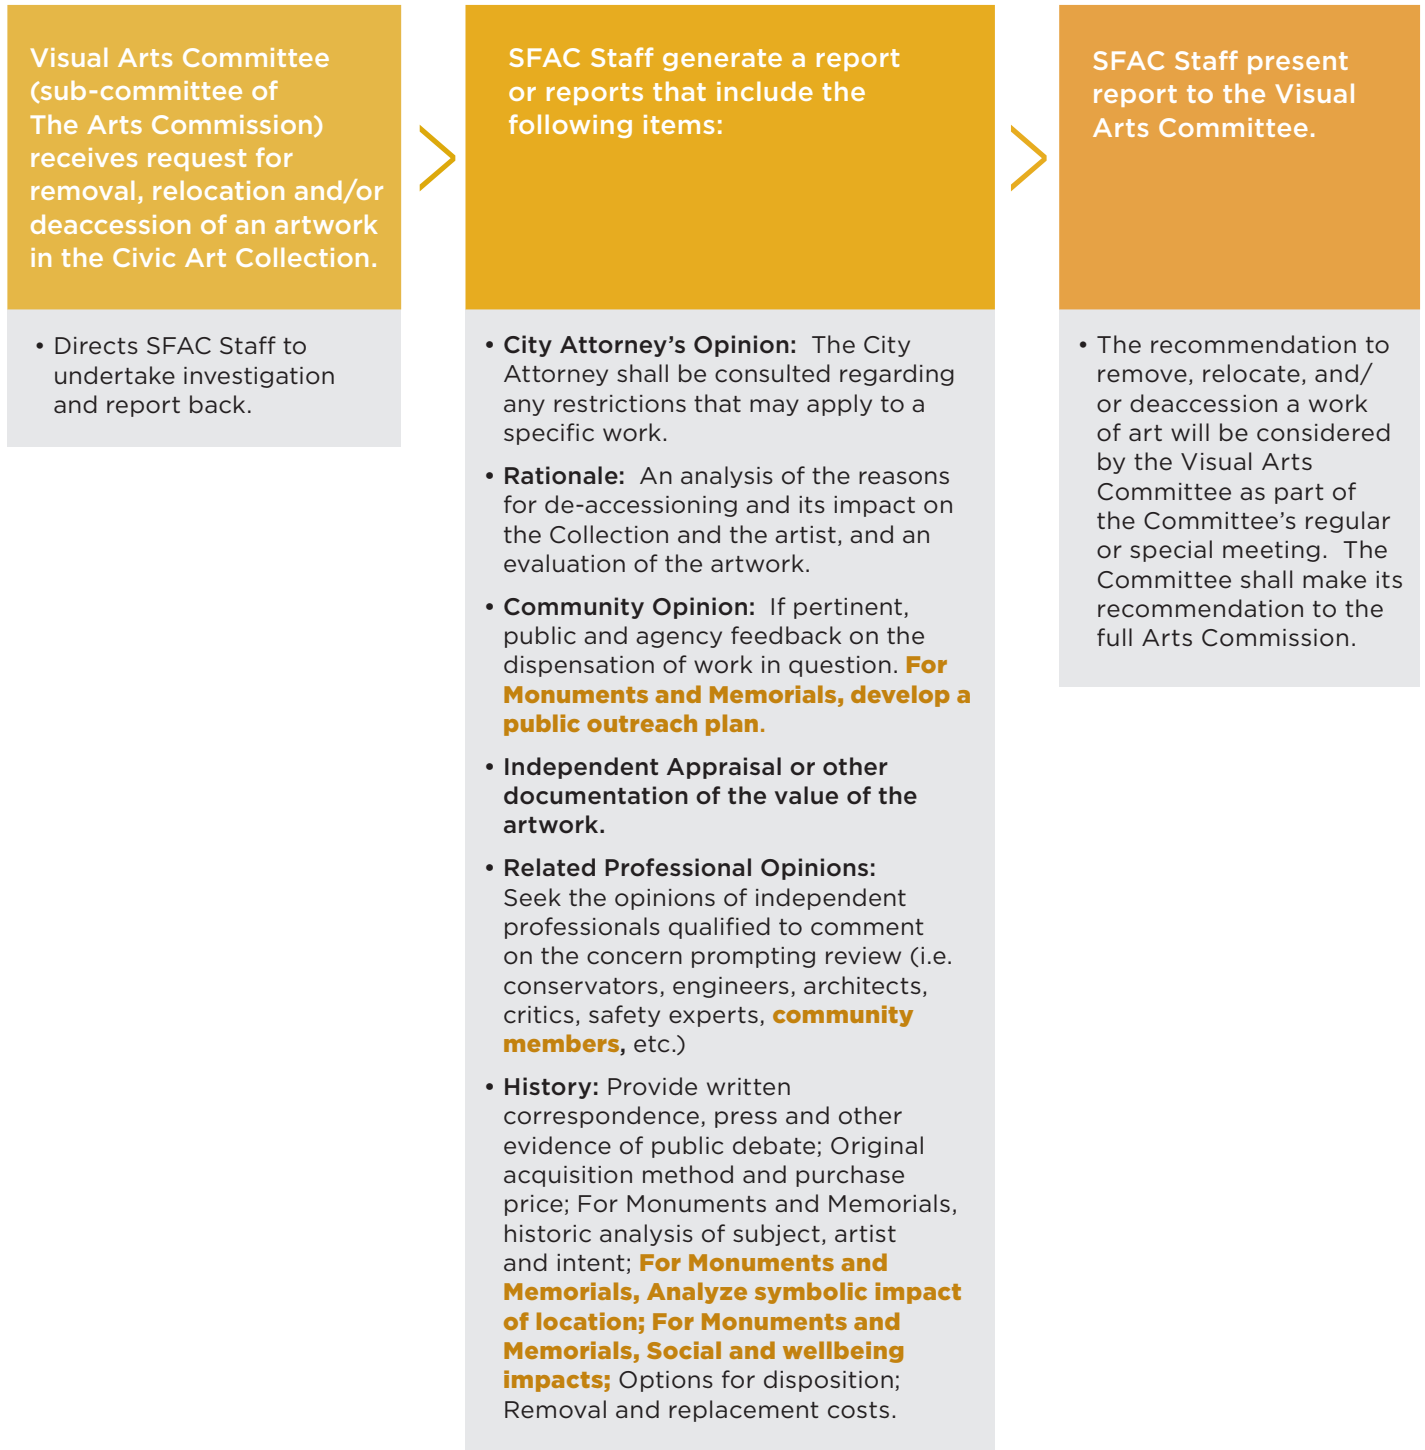 Visual Arts Committee
(sub-committee of
The Arts Commission)
receives request for
removal, relocation and/or
deaccession of an artwork
in the Civic Art Collection.
• Directs SFAC Staff to
undertake investigation
and report back.
SFAC Staff generate a report
or reports that include the
following items:
• City Attorney’s Opinion: The City
Attorney shall be consulted regarding
any restrictions that may apply to a
specific work.
• Rationale: An analysis of the reasons
for de-accessioning and its impact on
the Collection and the artist, and an
evaluation of the artwork.
• Community Opinion: If pertinent,
public and agency feedback on the
dispensation of work in question. For
Monuments and Memorials, develop a
public outreach plan.
• Independent Appraisal or other
documentation of the value of the
artwork.
• Related Professional Opinions:
Seek the opinions of independent
professionals qualified to comment
on the concern prompting review (i.e.
conservators, engineers, architects,
critics, safety experts, community
members, etc.)
• History: Provide written
correspondence, press and other
evidence of public debate; Original
acquisition method and purchase
price; For Monuments and Memorials,
historic analysis of subject, artist
and intent; For Monuments and
Memorials, Analyze symbolic impact
of location; For Monuments and
Memorials, Social and wellbeing
impacts; Options for disposition;
Removal and replacement costs.
SFAC Staff present
report to the Visual
Arts Committee.
• The recommendation to
remove, relocate, and/
or deaccession a work
of art will be considered
by the Visual Arts
Committee as part of
the Committee’s regular
or special meeting. The
Committee shall make its
recommendation to the
full Arts Commission.